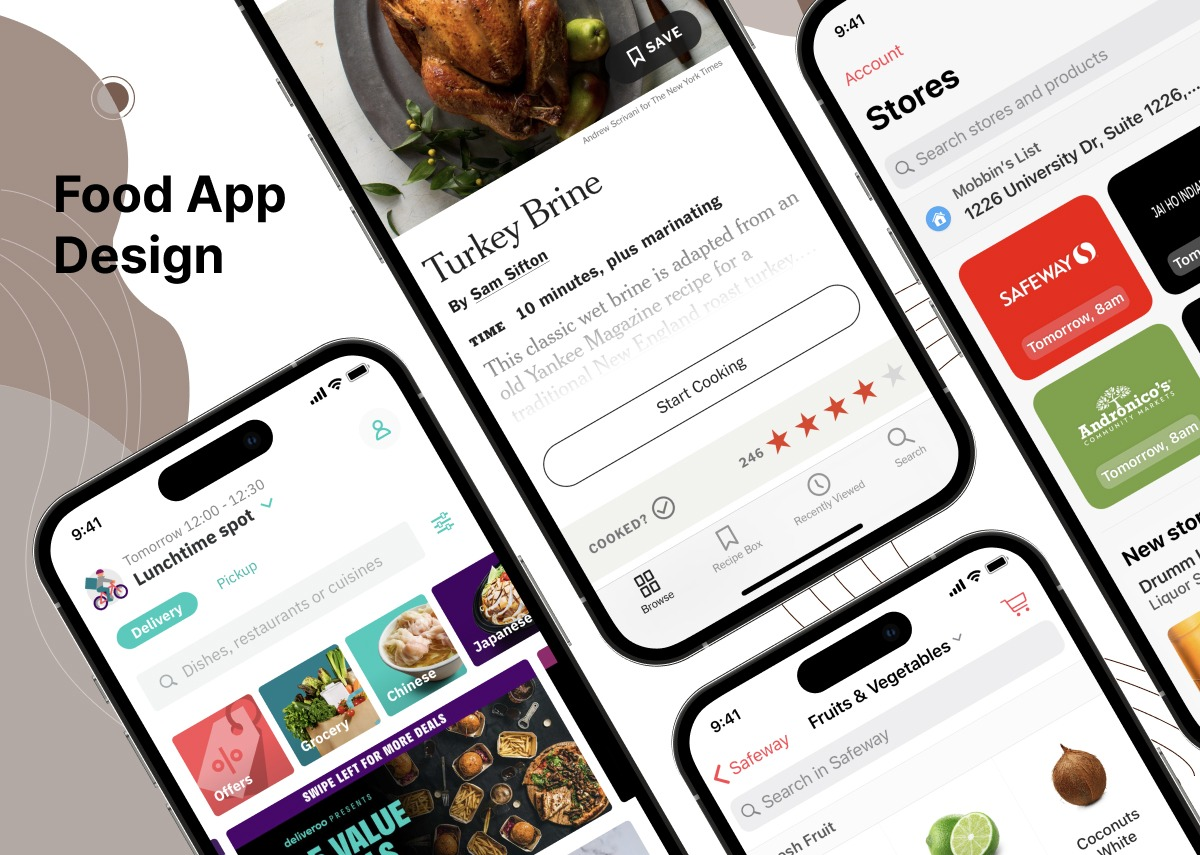 Food App
Design
SAVE
Andrew Scrivani for The New York Times
Turkey Brine
By Sam Sifton
TIME 10 minutes, plus marinating
This classic wet brine is adapted from an
old Yankee Magazine recipe for a
traditional New England roast turkey...
Start Cooking
COOKED?
246
Browse
Recipe Box
Recently Viewed
Search
9:41
Account
Stores
Search stores and products
Mobbin's List
1226 University Dr, Suite 1226,...
SAFEWAY
Tomorrow, 8am
JAI HO INDIAN
Tom
Andronico's
COMMUNITY MARKETS
Tomorrow, 8am
New stor
Drumm
Liquor S
9:41
Tomorrow 12:00 - 12:30
Lunchtime spot
Delivery
Pickup
Dishes, restaurants or cuisines
Offers
Grocery
Chinese
Japanese
SWIPE LEFT FOR MORE DEALS
deliveroo PRESENTS
E VALUE
9:41
Fruits & Vegetables
Safeway
Search in Safeway
esh Fruit
Coconuts
White